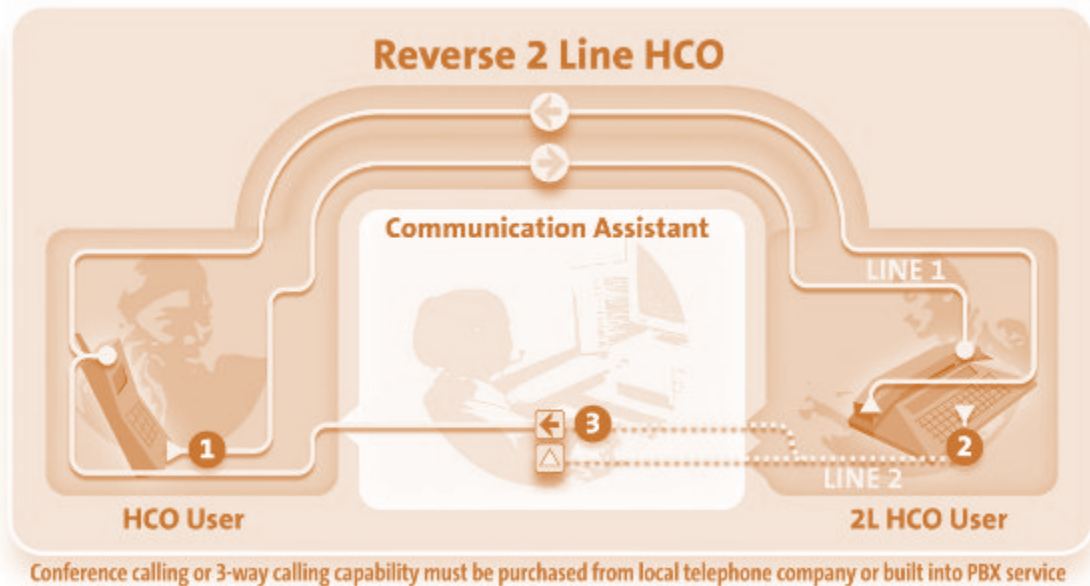 Reverse 2 Line HCO
Communication Assistant
LINE 1
1
3
2
LINE 2
HCO User
2L HCO User
Conference calling or 3-way calling capability must be purchased from local telephone company or built into PBX service